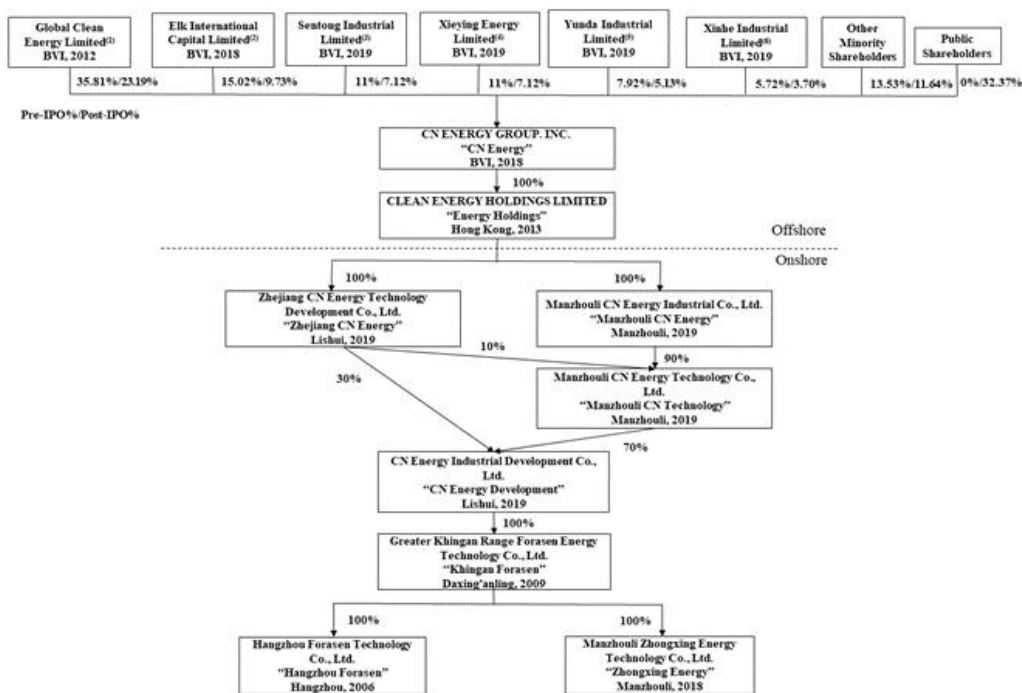 Global Clean
Energy Limited(1)
BVI, 2012
Elk International
Capital Limited(2)
BVI, 2018
Sentong Industrial
Limited(3)
BVI, 2019
Xieying Energy
Limited(4)
BVI, 2019
Yunda Industrial
Limited(5)
BVI, 2019
Xinhe Industrial
Limited(6)
BVI, 2019
Other
Minority
Shareholders
Public
Shareholders
35.81%/23.19%
15.02%/9.73%
11%/7.12%
11%/7.12%
7.92%/5.13%
5.72%/3.70%
13.53%/11.64%
0%/32.37%
Pre-IPO%/Post-IPO%
CN ENERGY GROUP. INC.
“CN Energy”
BVI, 2018
100%
CLEAN ENERGY HOLDINGS LIMITED
“Energy Holdings”
Hong Kong, 2013
Offshore
Onshore
100%
100%
Zhejiang CN Energy Technology
Development Co., Ltd.
“Zhejiang CN Energy”
Lishui, 2019
Manzhouli CN Energy Industrial Co., Ltd.
“Manzhouli CN Energy”
Manzhouli, 2019
10%
90%
30%
Manzhouli CN Energy Technology Co.,
Ltd.
“Manzhouli CN Technology”
Manzhouli, 2019
70%
CN Energy Industrial Development Co.,
Ltd.
“CN Energy Development”
Lishui, 2019
100%
Greater Khingan Range Forasen Energy
Technology Co., Ltd.
“Khingan Forasen”
Daxing'anling, 2009
100%
100%
Hangzhou Forasen Technology
Co., Ltd.
“Hangzhou Forasen”
Hangzhou, 2006
Manzhouli Zhongxing Energy
Technology Co., Ltd.
“Zhongxing Energy”
Manzhouli, 2018